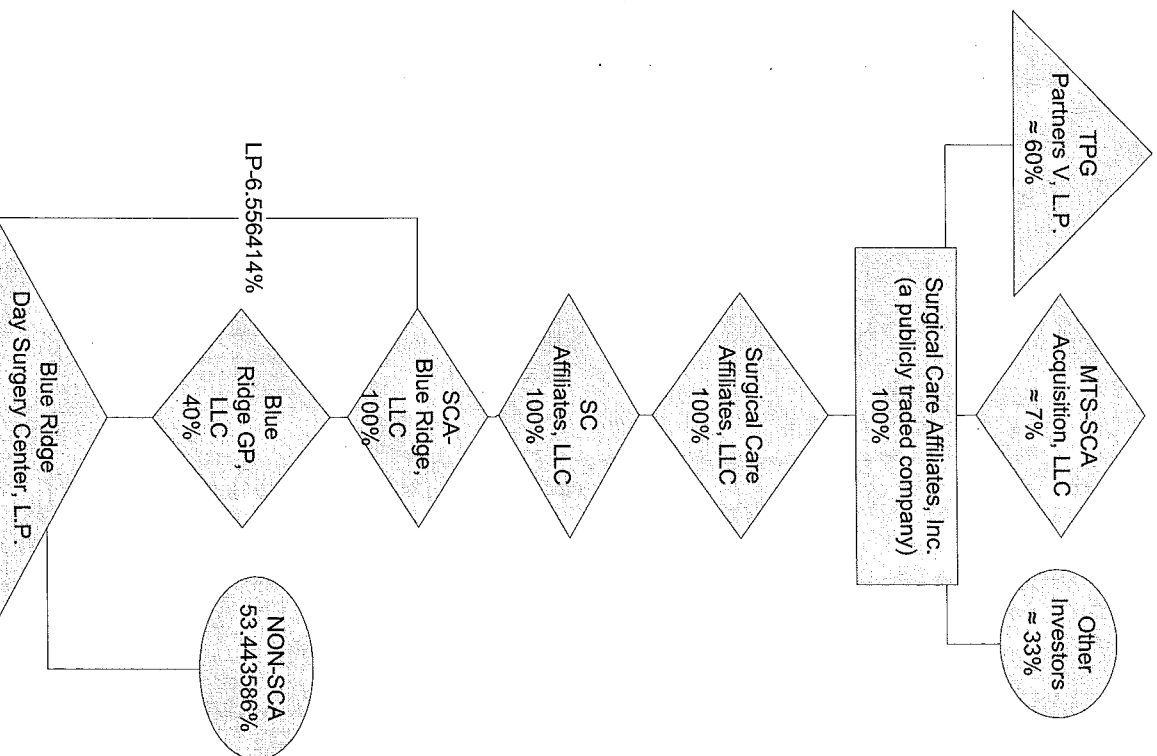 TPG
Partners V, L.P.
≈ 60%
MTS-SCA
Acquisition, LLC
≈ 7%
Other
Investors
≈ 33%
Surgical Care Affiliates, Inc.
(a publicly traded company)
100%
Surgical Care
Affiliates, LLC
100%
SC
Affiliates, LLC
100%
SCA-
Blue Ridge,
LLC
100%
LP-6.556414%
Blue
Ridge GP,
LLC
40%
NON-SCA
53.443586%
Blue Ridge
Day Surgery Center, L.P.